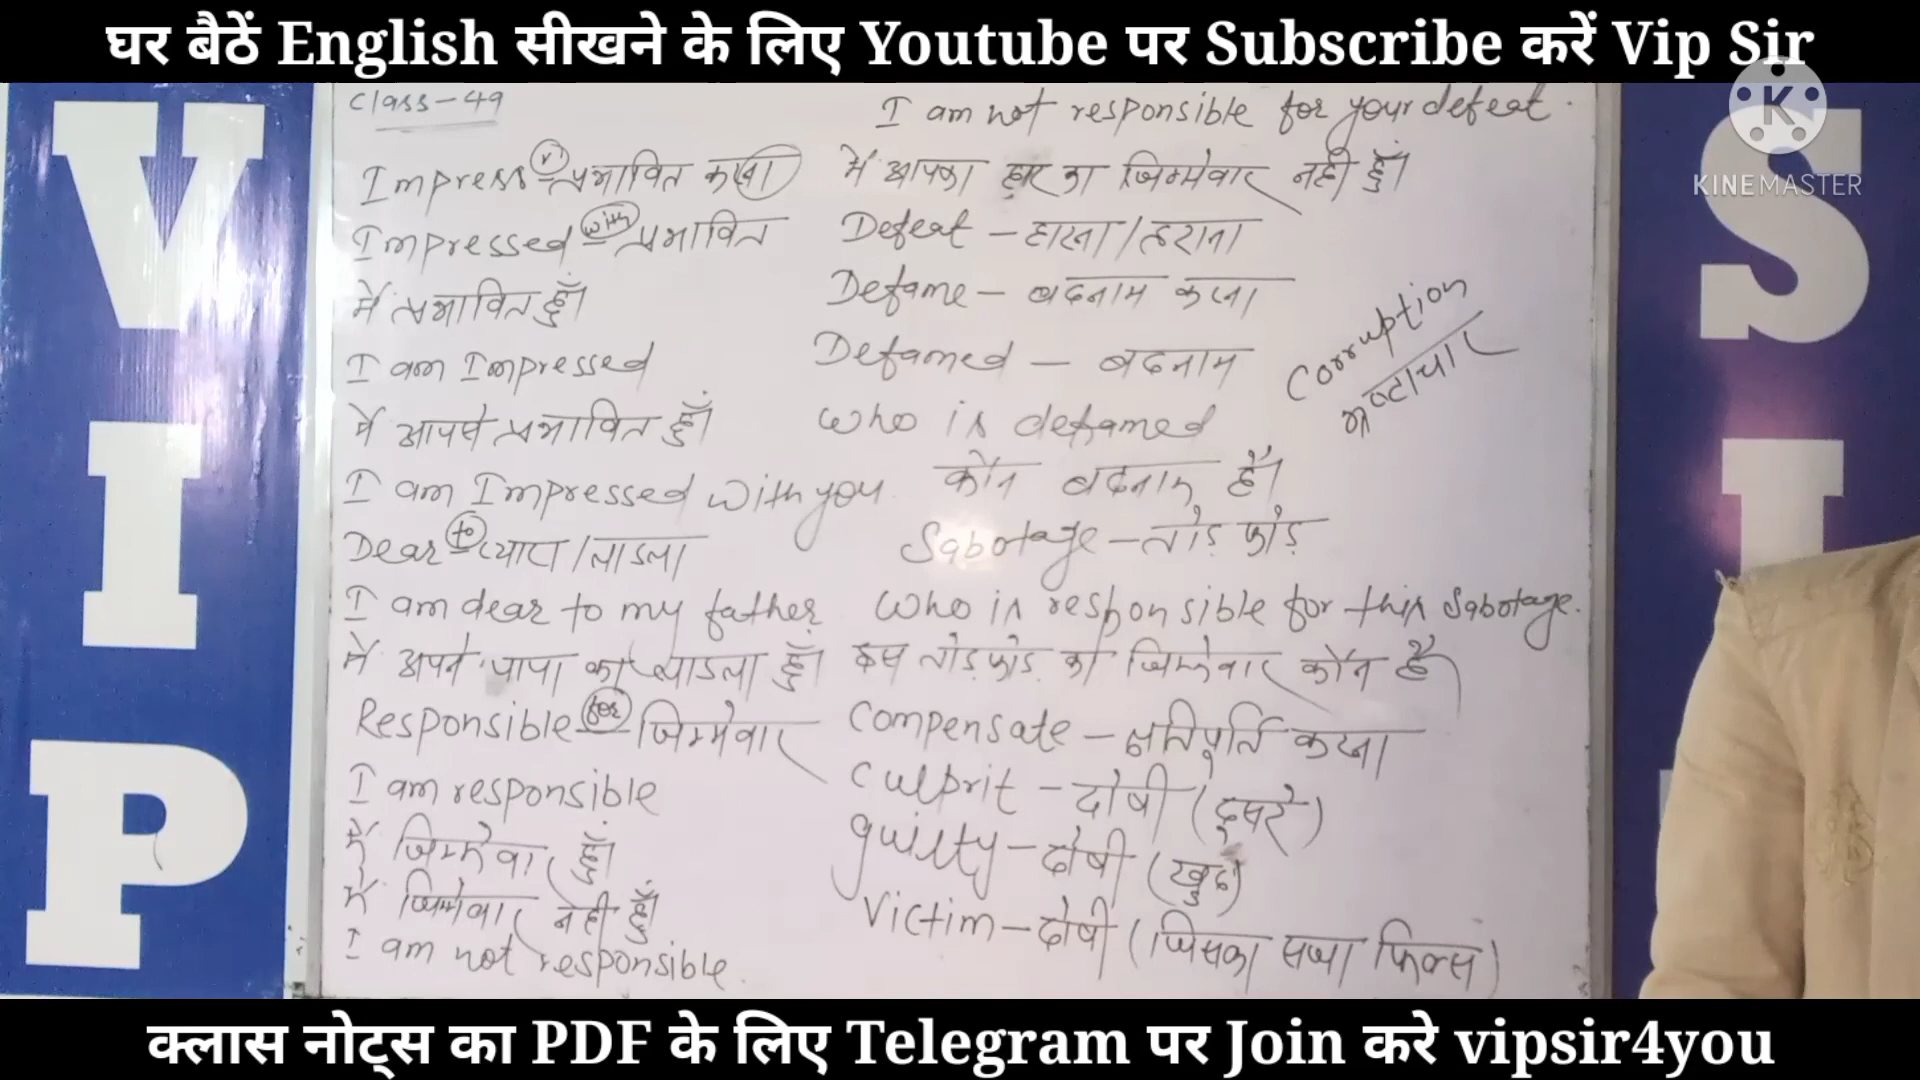 घर बैठें English सीखने के लिए Youtube पर Subscribe करें Vip Sir
VIP
Class-49
Impress (v) - प्रभावित करना
Impressed (with) - प्रभावित
मैं प्रभावित हूँ।
I am Impressed
मैं आपसे प्रभावित हूँ।
I am Impressed with you.
Dear (to) - प्यारा/लाडला
I am dear to my father
मैं अपने पापा का लाडला हूँ।
Responsible (for) - जिम्मेवार
I am responsible
मैं जिम्मेवार हूँ।
मैं जिम्मेवार नहीं हूँ।
I am not responsible.
I am not responsible for your defeat.
मैं आपका हार का जिम्मेवार नहीं हूँ।
Defeat - हारना/हराना
Defame - बदनाम करना
Defamed - बदनाम
Who is defamed
कौन बदनाम है।
Sabotage - तोड़ फोड़
Who is responsible for this Sabotage.
इस तोड़फोड़ का जिम्मेवार कौन है
Compensate - क्षतिपूर्ति करना
Culprit - दोषी (दूसरे)
guilty - दोषी (खुद)
Victim - दोषी (जिसका सजा फिक्स)
Corruption
भ्रष्टाचार
K
KINEMASTER
SI
क्लास नोट्स का PDF के लिए Telegram पर Join करे vipsir4you